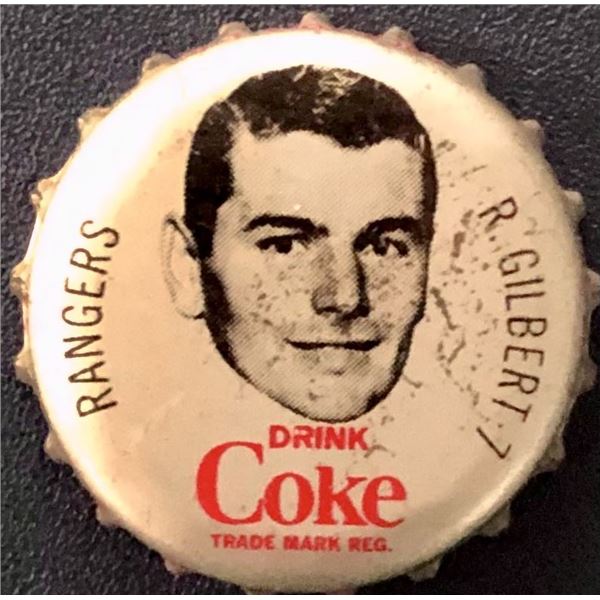 RANGERS
R. GILBERT 7
DRINK
Coke
TRADE MARK REG.